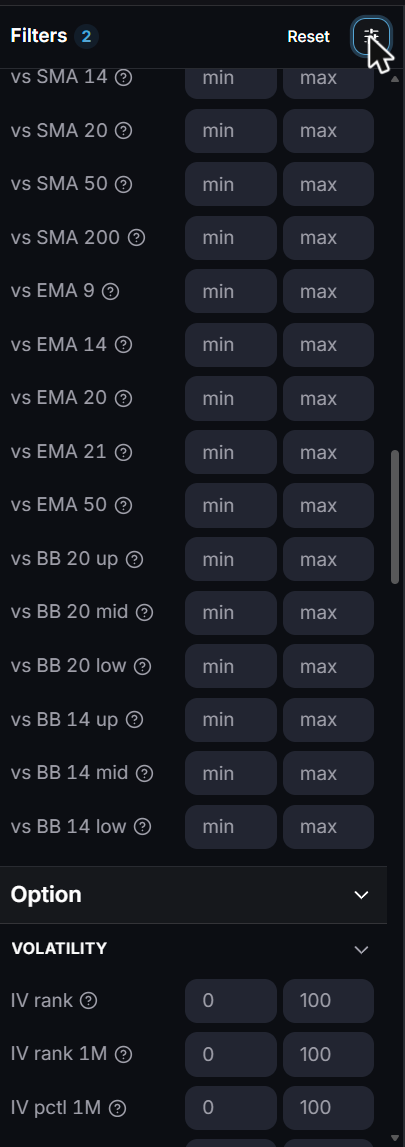 Filters 2 Reset
vs SMA 14 min max
vs SMA 20 min max
vs SMA 50 min max
vs SMA 200 min max
vs EMA 9 min max
vs EMA 14 min max
vs EMA 20 min max
vs EMA 21 min max
vs EMA 50 min max
vs BB 20 up min max
vs BB 20 mid min max
vs BB 20 low min max
vs BB 14 up min max
vs BB 14 mid min max
vs BB 14 low min max
Option
VOLATILITY
IV rank 0 100
IV rank 1M 0 100
IV pctl 1M 0 100